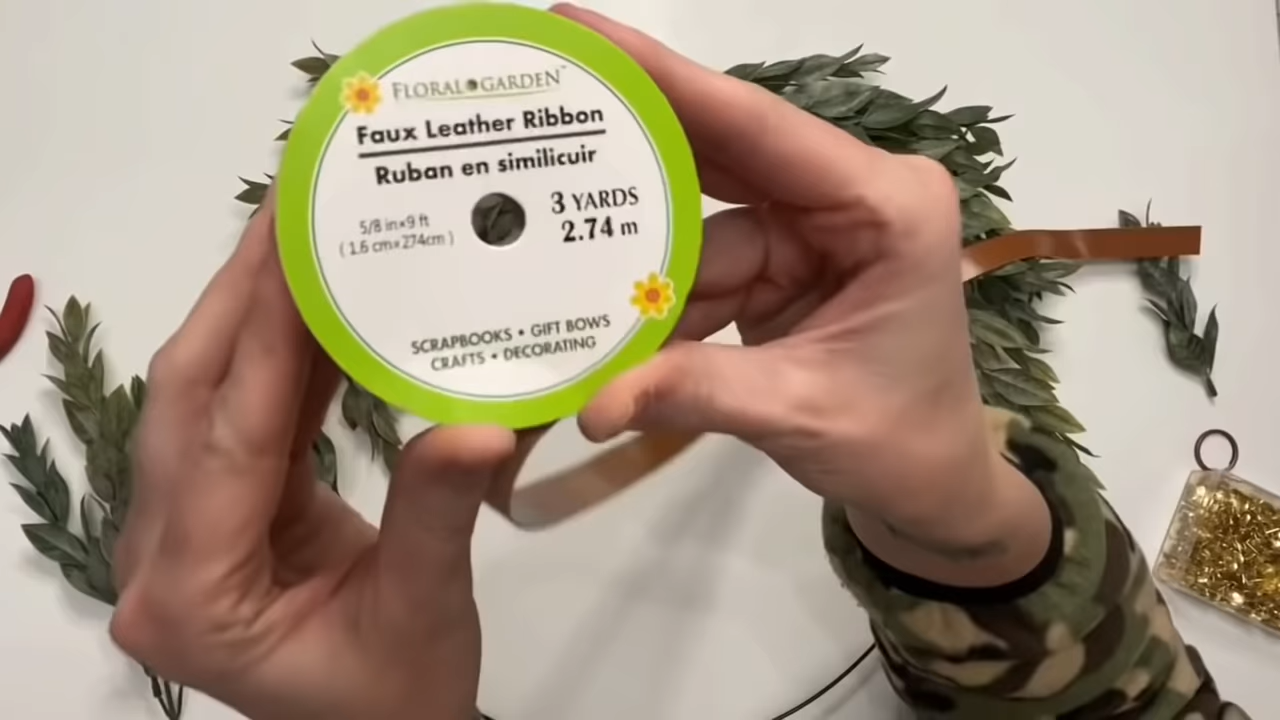 FLORAL GARDEN™
Faux Leather Ribbon
Ruban en similicuir
5/8 in×9 ft
( 1.6 cm×274cm )
3 YARDS
2.74 m
SCRAPBOOKS • GIFT BOWS
CRAFTS • DECORATING